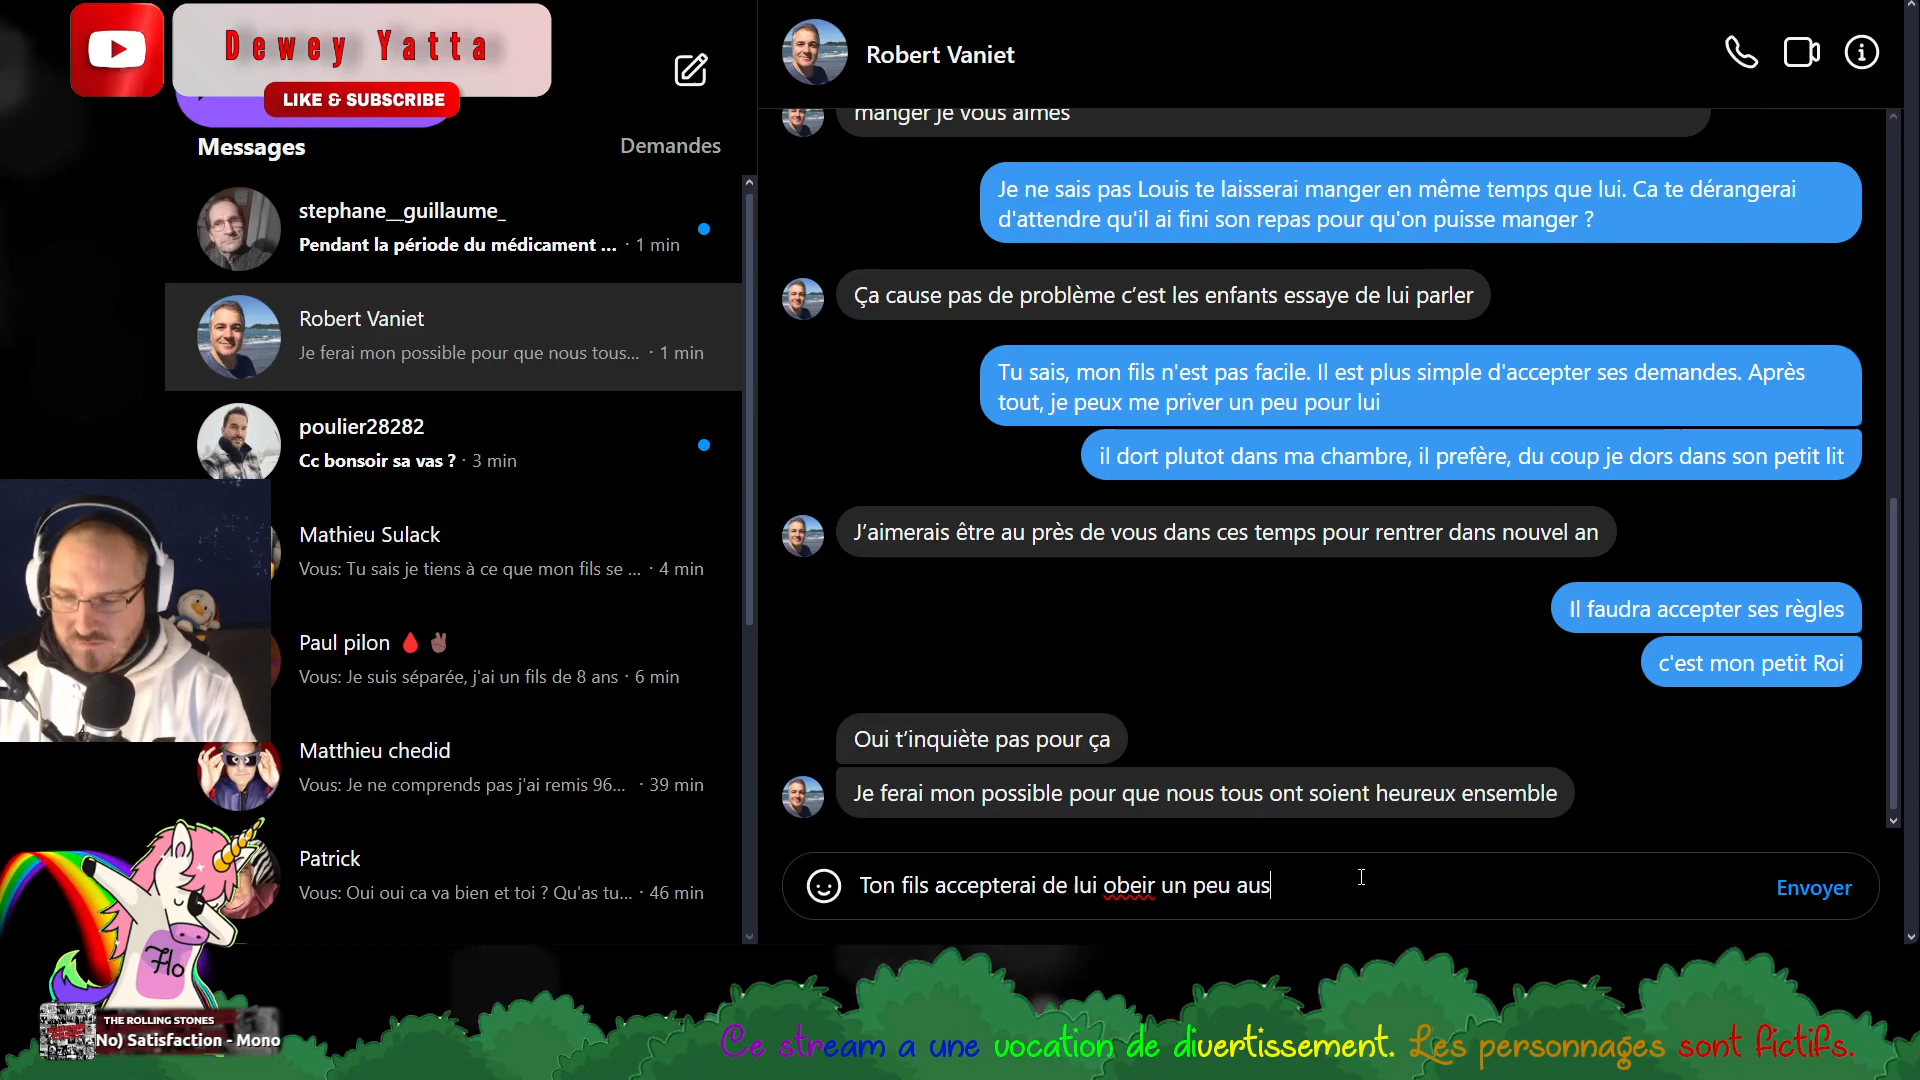 Dewey Yatta
LIKE & SUBSCRIBE
Messages
Demandes
stephane__guillaume_
Pendant la période du médicament ... · 1 min
Robert Vaniet
Je ferai mon possible pour que nous tous... · 1 min
poulier28282
Cc bonsoir sa vas ? · 3 min
Mathieu Sulack
Vous: Tu sais je tiens à ce que mon fils se ... · 4 min
Paul pilon 🩸 ✌🏿
Vous: Je suis séparée, j'ai un fils de 8 ans · 6 min
Matthieu chedid
Vous: Je ne comprends pas j'ai remis 96... · 39 min
Patrick
Vous: Oui oui ca va bien et toi ? Qu'as tu... · 46 min
Flo
THE ROLLING STONES
No) Satisfaction - Mono
Robert Vaniet
manger je vous aimes
Je ne sais pas Louis te laisserai manger en même temps que lui. Ca te dérangerai
d'attendre qu'il ai fini son repas pour qu'on puisse manger ?
Ça cause pas de problème c’est les enfants essaye de lui parler
Tu sais, mon fils n'est pas facile. Il est plus simple d'accepter ses demandes. Après
tout, je peux me priver un peu pour lui
il dort plutot dans ma chambre, il prefère, du coup je dors dans son petit lit
J’aimerais être au près de vous dans ces temps pour rentrer dans nouvel an
Il faudra accepter ses règles
c'est mon petit Roi
Oui t’inquiète pas pour ça
Je ferai mon possible pour que nous tous ont soient heureux ensemble
Ton fils accepterai de lui obeir un peu aus
Envoyer
Ce stream a une vocation de divertissement. Les personnages sont fictifs.